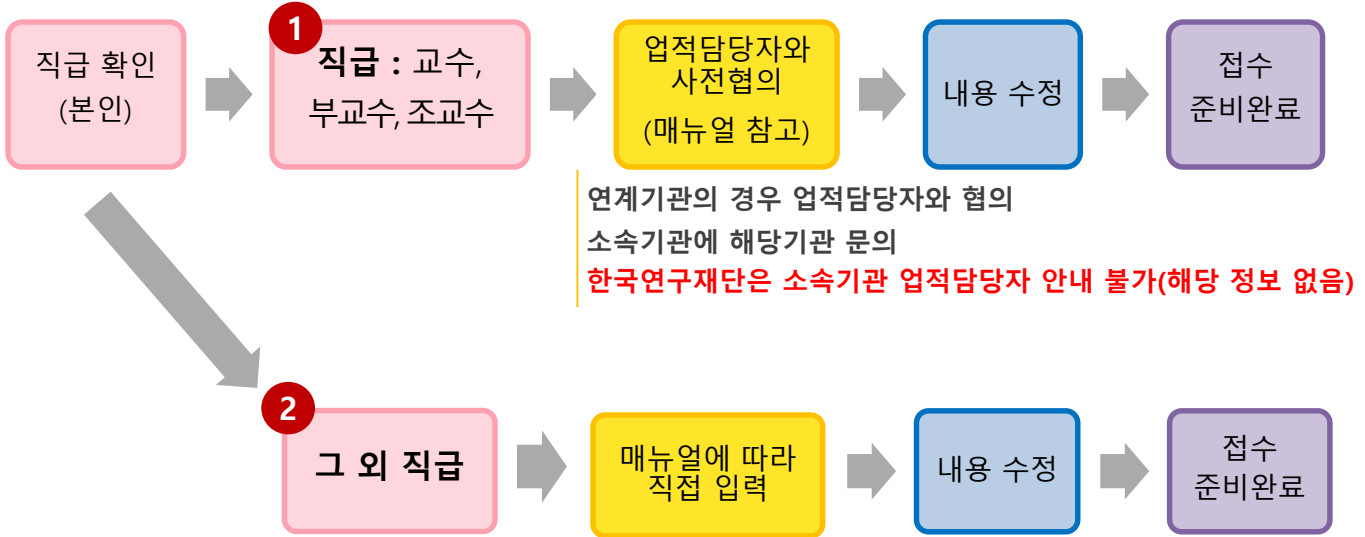 직급 확인
(본인)
1
직급 : 교수,
부교수, 조교수
업적담당자와
사전협의
(매뉴얼 참고)
내용 수정
접수
준비완료
연계기관의 경우 업적담당자와 협의
소속기관에 해당기관 문의
한국연구재단은 소속기관 업적담당자 안내 불가(해당 정보 없음)
2
그 외 직급
매뉴얼에 따라
직접 입력
내용 수정
접수
준비완료